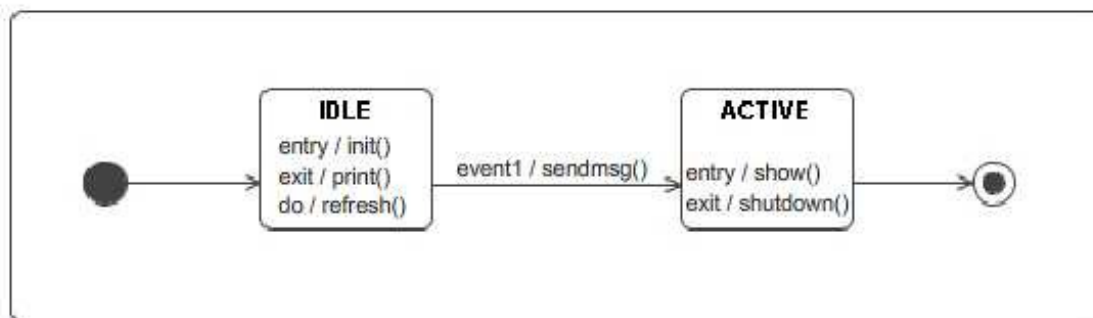 IDLE
entry / init()
exit / print()
do / refresh()
event1 / sendmsg()
ACTIVE
entry / show()
exit / shutdown()